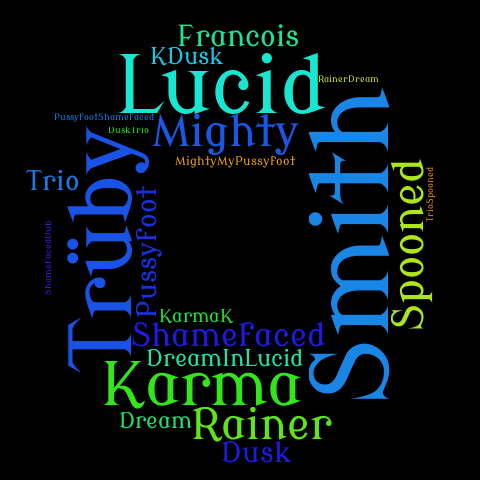 Francois
KDusk
Lucid
RainerDream
PussyFootShameFaced
DuskTrio
Mighty
MightyMyPussyFoot
Trio
Trüby
PussyFoot
Smith
Spooned
TrioSpooned
ShameFacedDub
KarmaK
ShameFaced
DreamInLucid
Karma
Dream
Rainer
Dusk